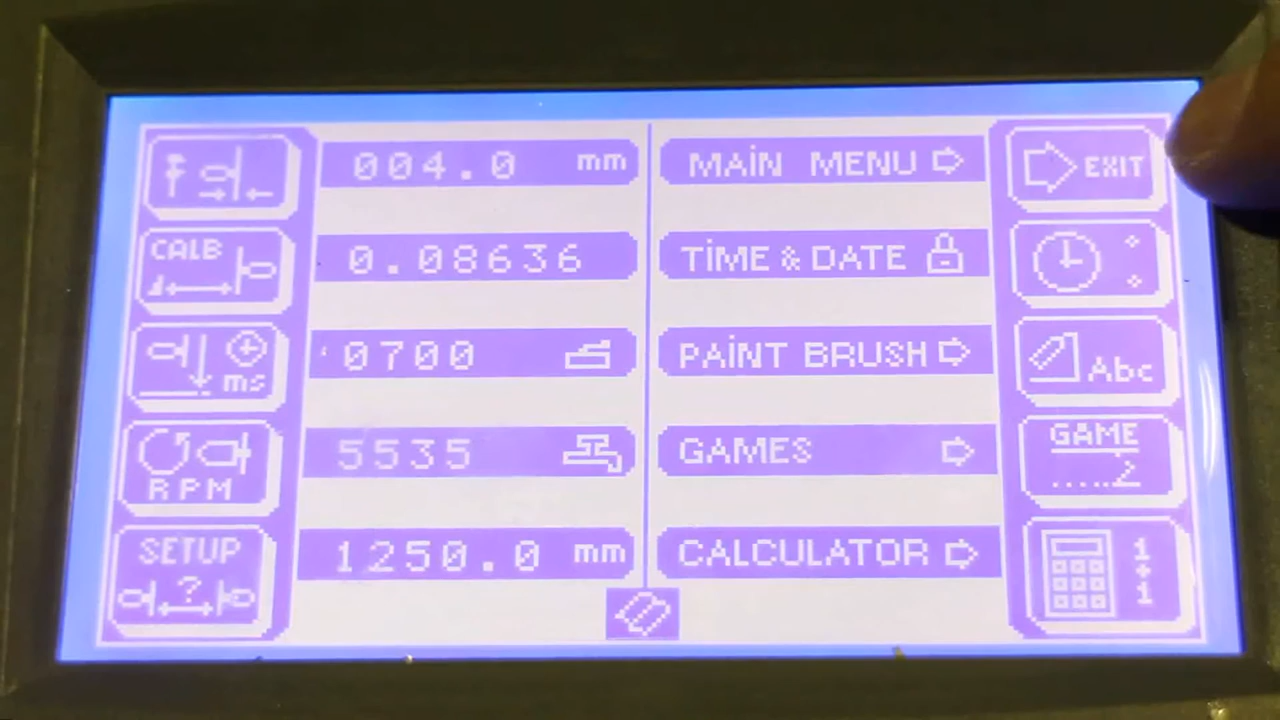 004.0 mm
CALB
0.08636
ms
0700
RPM
5535
SETUP
?
1250.0 mm
MAİN MENU
EXIT
TİME & DATE
PAİNT BRUSH
Abc
GAMES
GAME
.....2
CALCULATOR
1
+
1